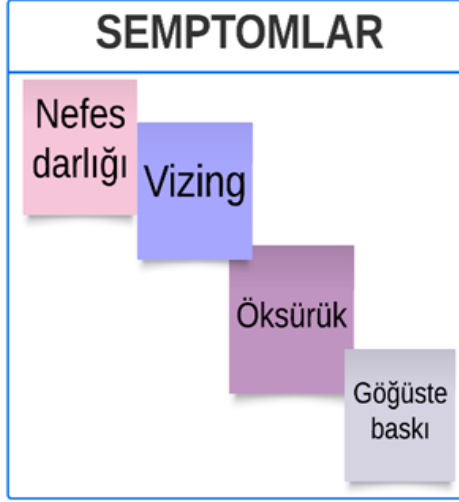 SEMPTOMLAR
Nefes
darlığı
Vizing
Öksürük
Göğüste
baskı